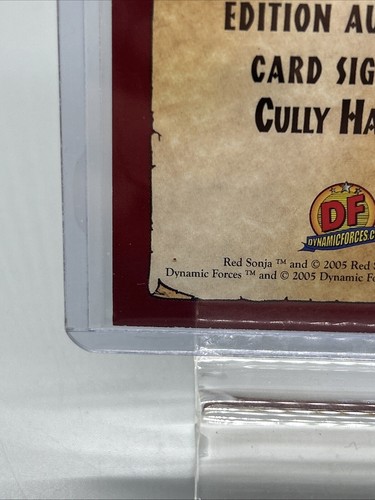 EDITION AU
CARD SIG
CULLY HA
DF
DYNAMICFORCES.C
Red Sonja ™ and © 2005 Red S
Dynamic Forces ™ and © 2005 Dynamic Fo